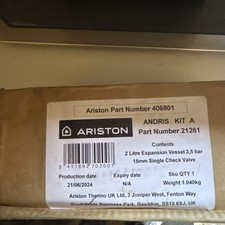 Ariston Part Number 406801
ANDRIS KIT A
ARISTON
Part Number 21261
Contents
2 Litre Expansion Vessel 3,5 bar
15mm Single Check Valve
Production date
Expiry date
Sku QTY 1
21/06/2024
N/A
Weight 1.040kg
Ariston Thermo UK Ltd, 3 Juniper West, Fenton Way